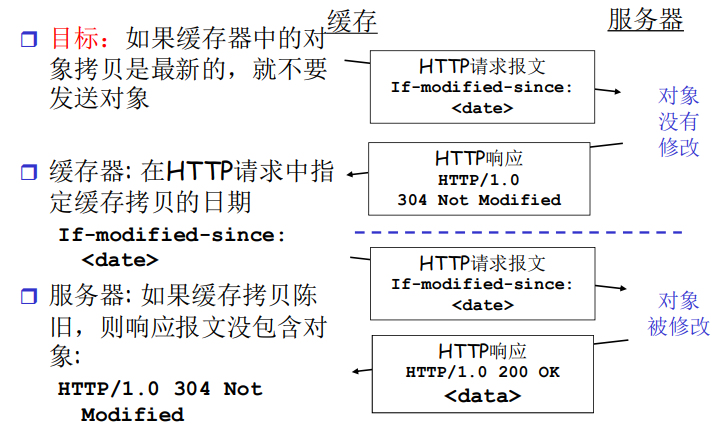 目标：如果缓存器中的对
象拷贝是最新的，就不要
发送对象
缓存器: 在HTTP请求中指
定缓存拷贝的日期
If-modified-since:
<date>
服务器: 如果缓存拷贝陈
旧，则响应报文没包含对
象:
HTTP/1.0 304 Not
Modified
缓存
服务器
HTTP请求报文
If-modified-since:
<date>
对象
没有
修改
HTTP响应
HTTP/1.0
304 Not Modified
HTTP请求报文
If-modified-since:
<date>
对象
被修改
HTTP响应
HTTP/1.0 200 OK
<data>